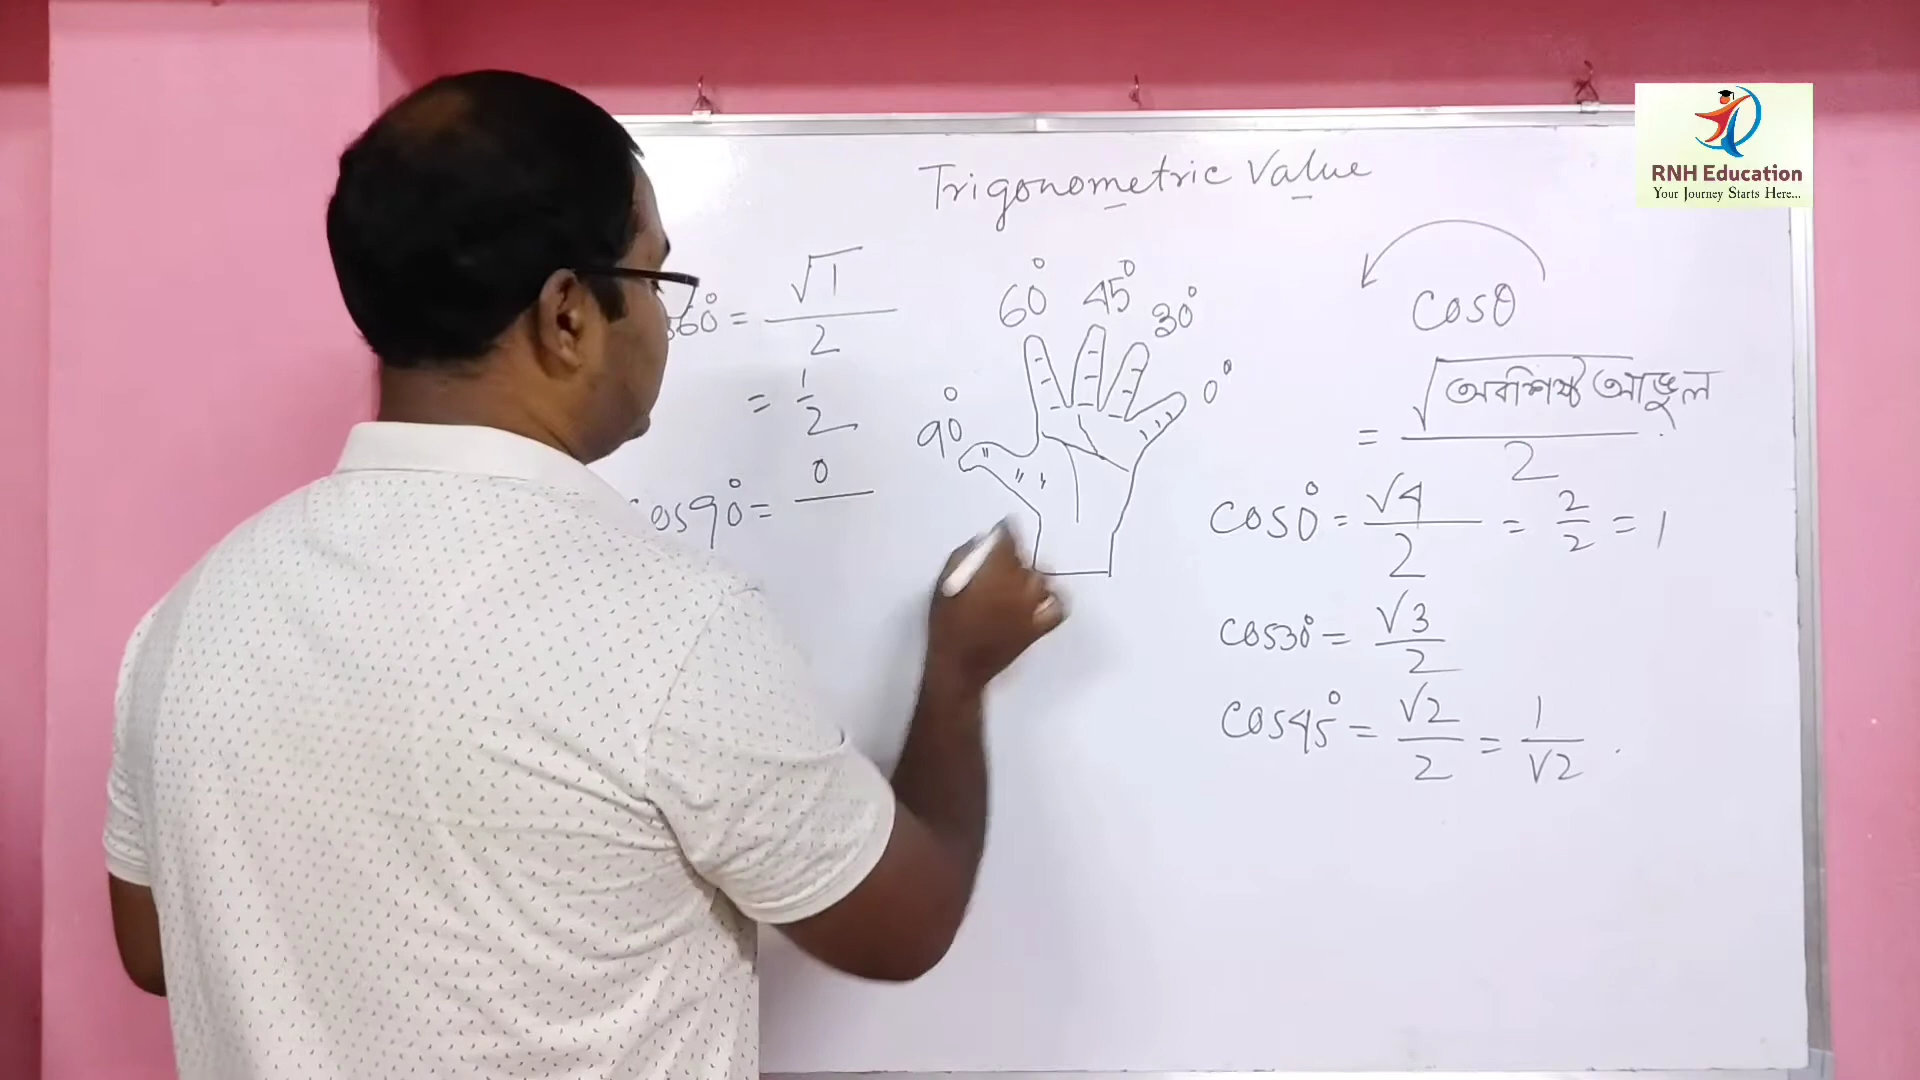 RNH Education
Your Journey Starts Here...
Trigonometric Value
60° = √1/2
= 1/2
cos90° = 0
90°
60°
45°
30°
0°
cosθ
= √অবশিষ্ট আঙুল/2
cos0° = √4/2 = 2/2 = 1
cos30° = √3/2
cos45° = √2/2 = 1/√2